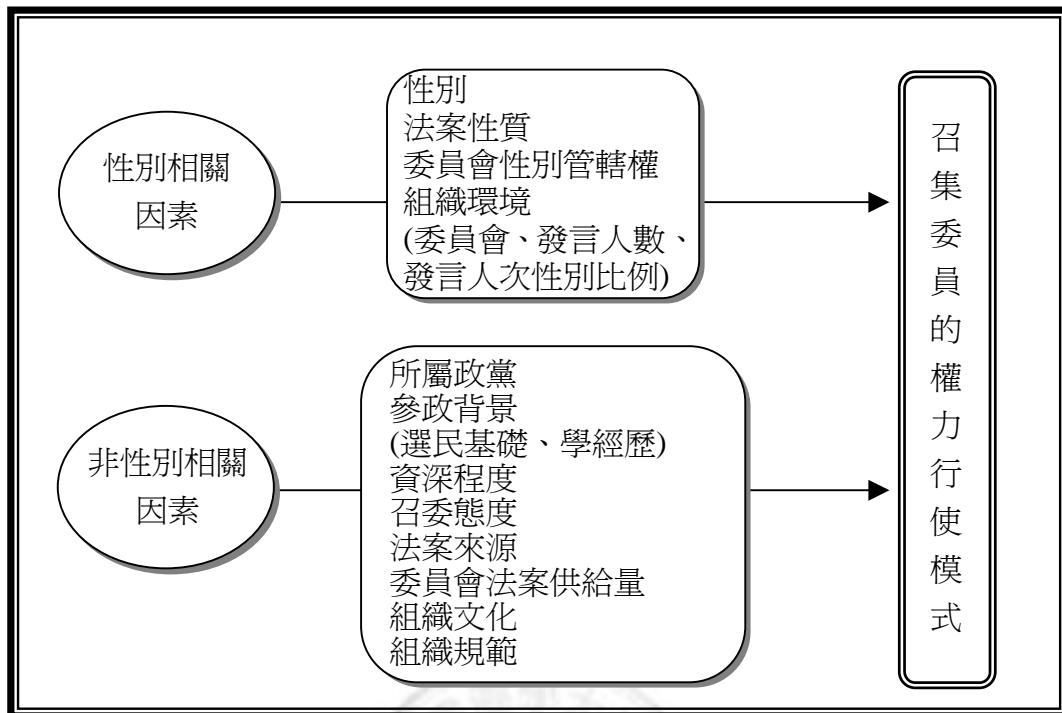 性別相關
因素
性別
法案性質
委員會性別管轄權
組織環境
(委員會、發言人數、
發言人次性別比例)
非性別相關
因素
所屬政黨
參政背景
(選民基礎、學經歷)
資深程度
召委態度
法案來源
委員會法案供給量
組織文化
組織規範
召集委員的權力行使模式